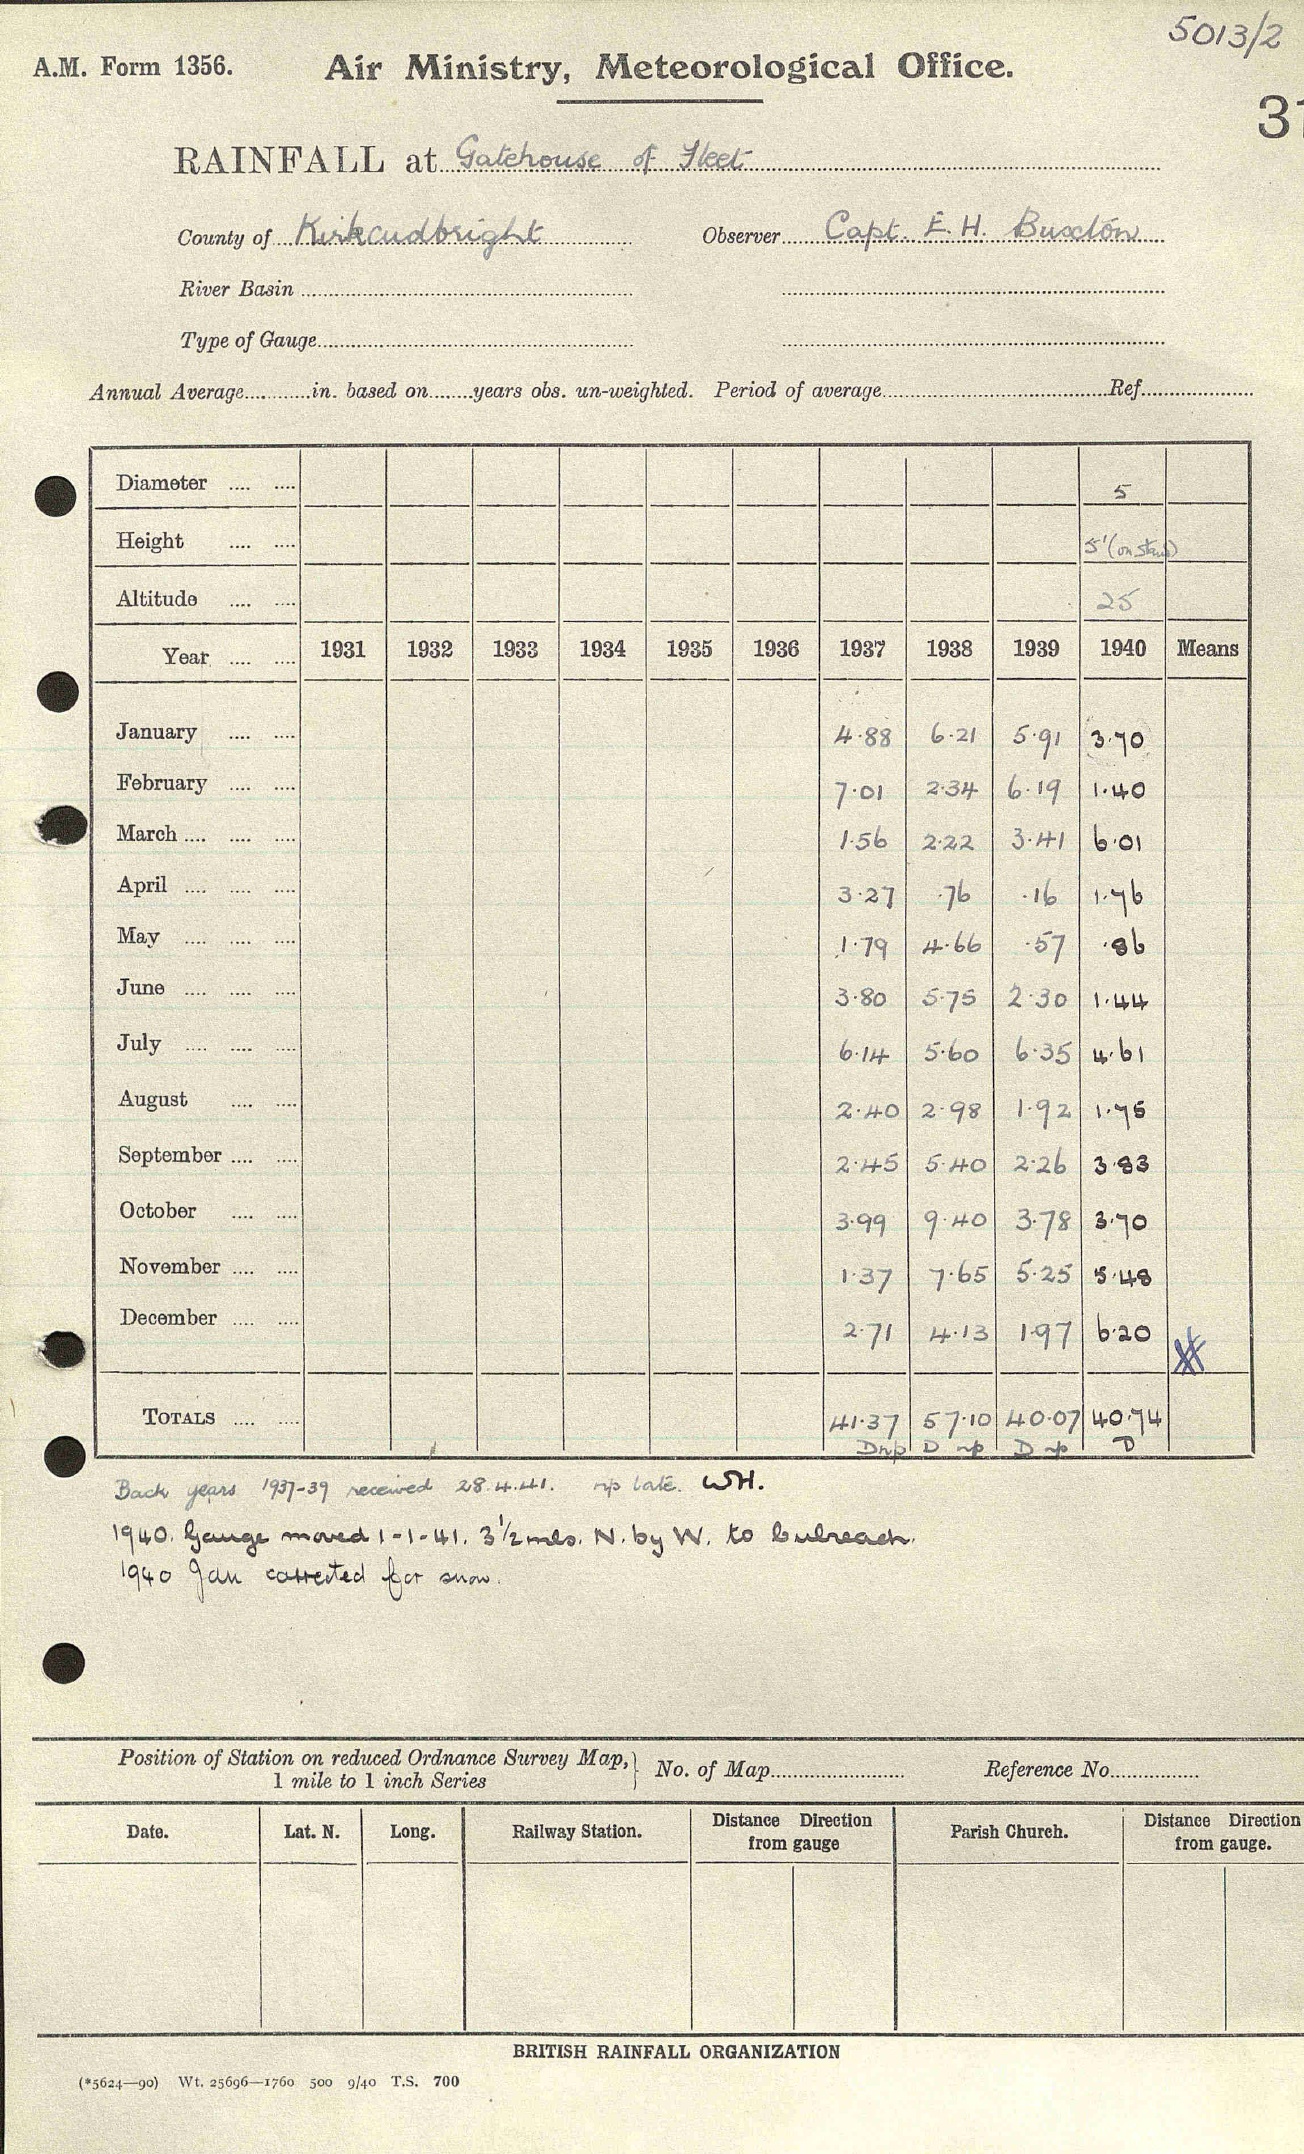 5013/2
A.M. Form 1356. Air Ministry, Meteorological Office.
31
RAINFALL at Gatehouse of Fleet
County of Kirkcudbright Observer Capt. E. H. Buxton
River Basin
Type of Gauge
Annual Average in. based on years obs. un-weighted. Period of average Ref.
Diameter 5
Height 5' (on stand)
Altitude 25
Year 1931 1932 1933 1934 1935 1936 1937 1938 1939 1940 Means
January 4.88 6.21 5.91 3.70
February 7.01 2.34 6.19 1.40
March 1.56 2.22 3.41 6.01
April 3.27 .76 .16 1.76
May 1.79 4.66 .57 .86
June 3.80 5.75 2.30 1.44
July 6.14 5.60 6.35 4.61
August 2.40 2.98 1.92 1.75
September 2.45 5.40 2.26 3.83
October 3.99 9.40 3.78 3.70
November 1.37 7.65 5.25 5.48
December 2.71 4.13 1.97 6.20
TOTALS 41.37 57.10 40.07 40.74
D np D np D np D
Back years 1937-39 received 28.4.41. np late. WH.
1940. Gauge moved 1-1-41. 3½ mls. N. by W. to Culreach.
1940 Jan corrected for snow.
Position of Station on reduced Ordnance Survey Map, 1 mile to 1 inch Series No. of Map Reference No.
Date. Lat. N. Long. Railway Station. Distance Direction from gauge Parish Church. Distance Direction from gauge.
BRITISH RAINFALL ORGANIZATION
(*5624—90) Wt. 25696—1760 500 9/40 T.S. 700